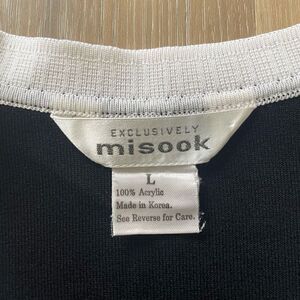 EXCLUSIVELY
misook
L
100% Acrylic
Made in Korea.
See Reverse for Care.